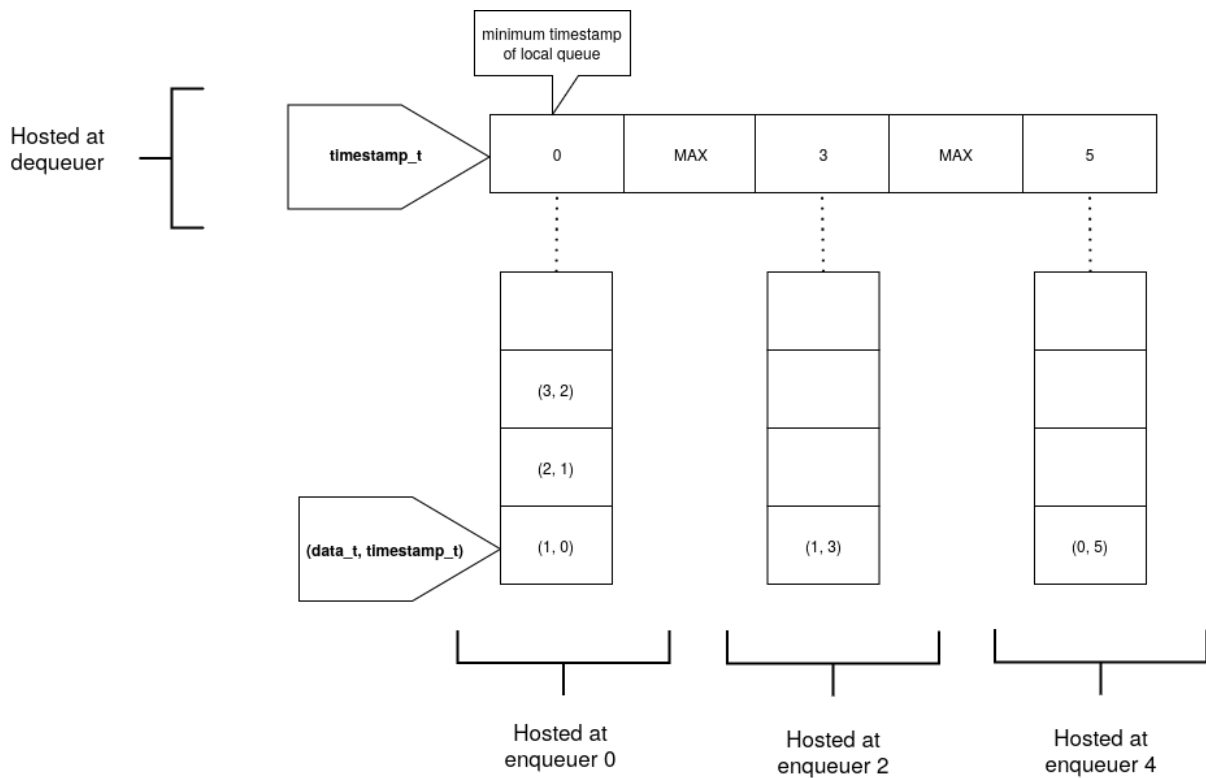 minimum timestamp
of local queue
Hosted at
dequeuer
timestamp_t
0
MAX
3
MAX
5
(3, 2)
(2, 1)
(data_t, timestamp_t)
(1, 0)
(1, 3)
(0, 5)
Hosted at
enqueuer 0
Hosted at
enqueuer 2
Hosted at
enqueuer 4